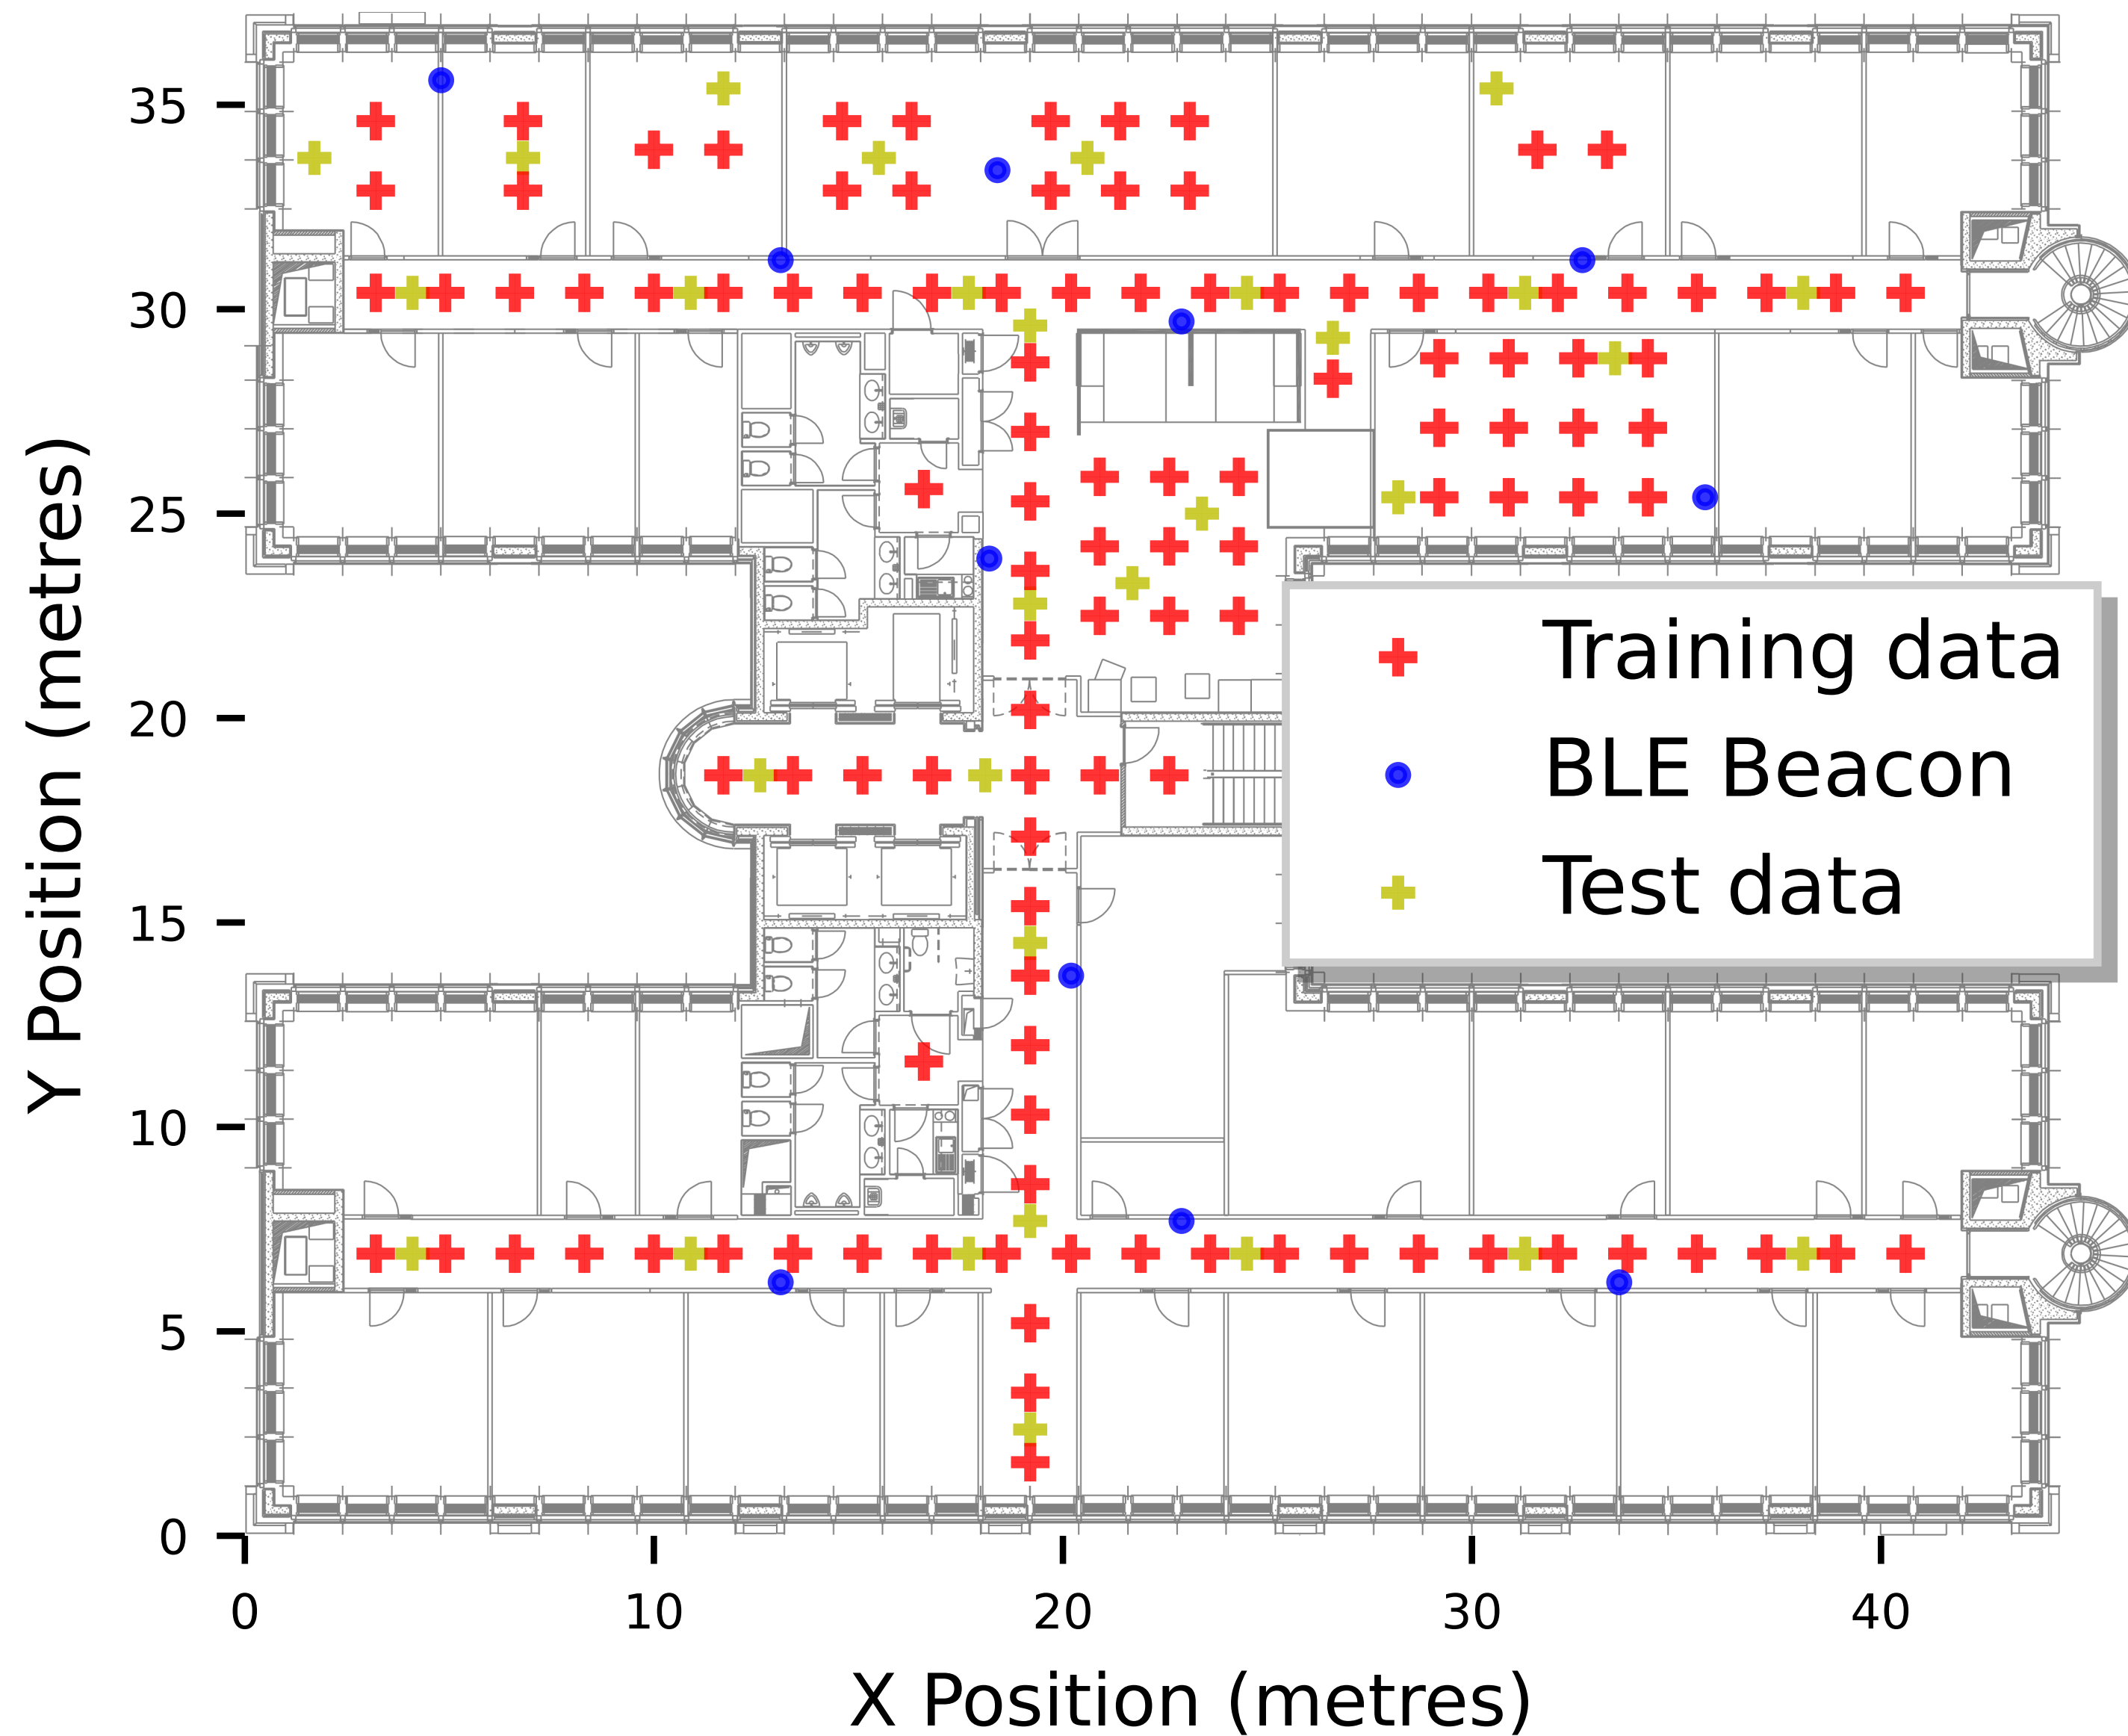 35
30
25
20
15
10
5
0
0 10 20 30 40
Y Position (metres)
X Position (metres)
Training data
BLE Beacon
Test data